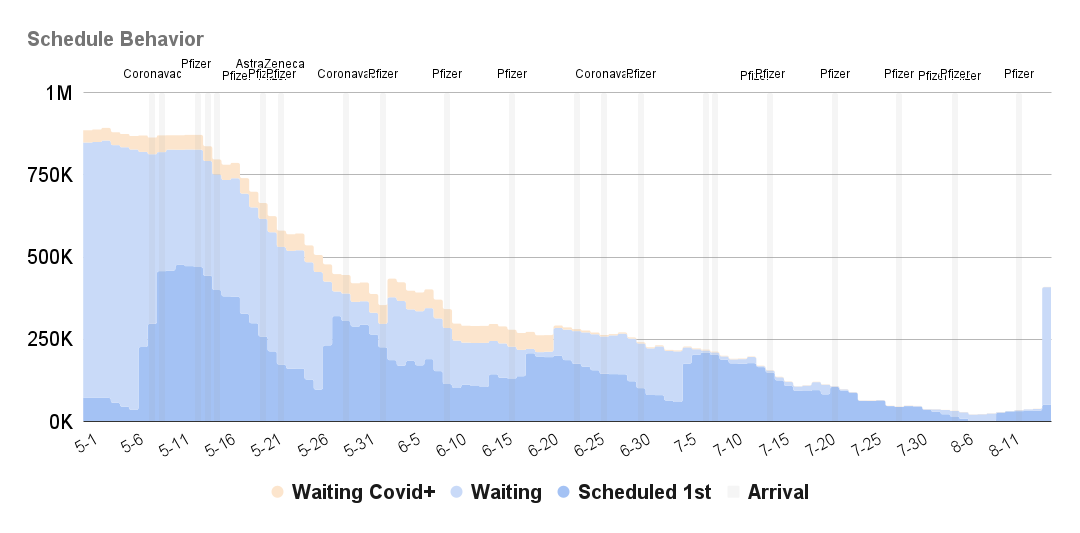 Schedule Behavior
Pfizer AstraZeneca
Pfizer Pfizer Pfizer Pfizer Pfizer Pfizer Pfizer Pfizer Pfizer Pfizer Pfizer
1M
750K
500K
250K
0K
5-1 5-6 5-11 5-16 5-21 5-26 5-31 6-5 6-10 6-15 6-20 6-25 6-30 7-5 7-10 7-15 7-20 7-25 7-30 8-6 8-11
Waiting Covid+ Waiting Scheduled 1st Arrival